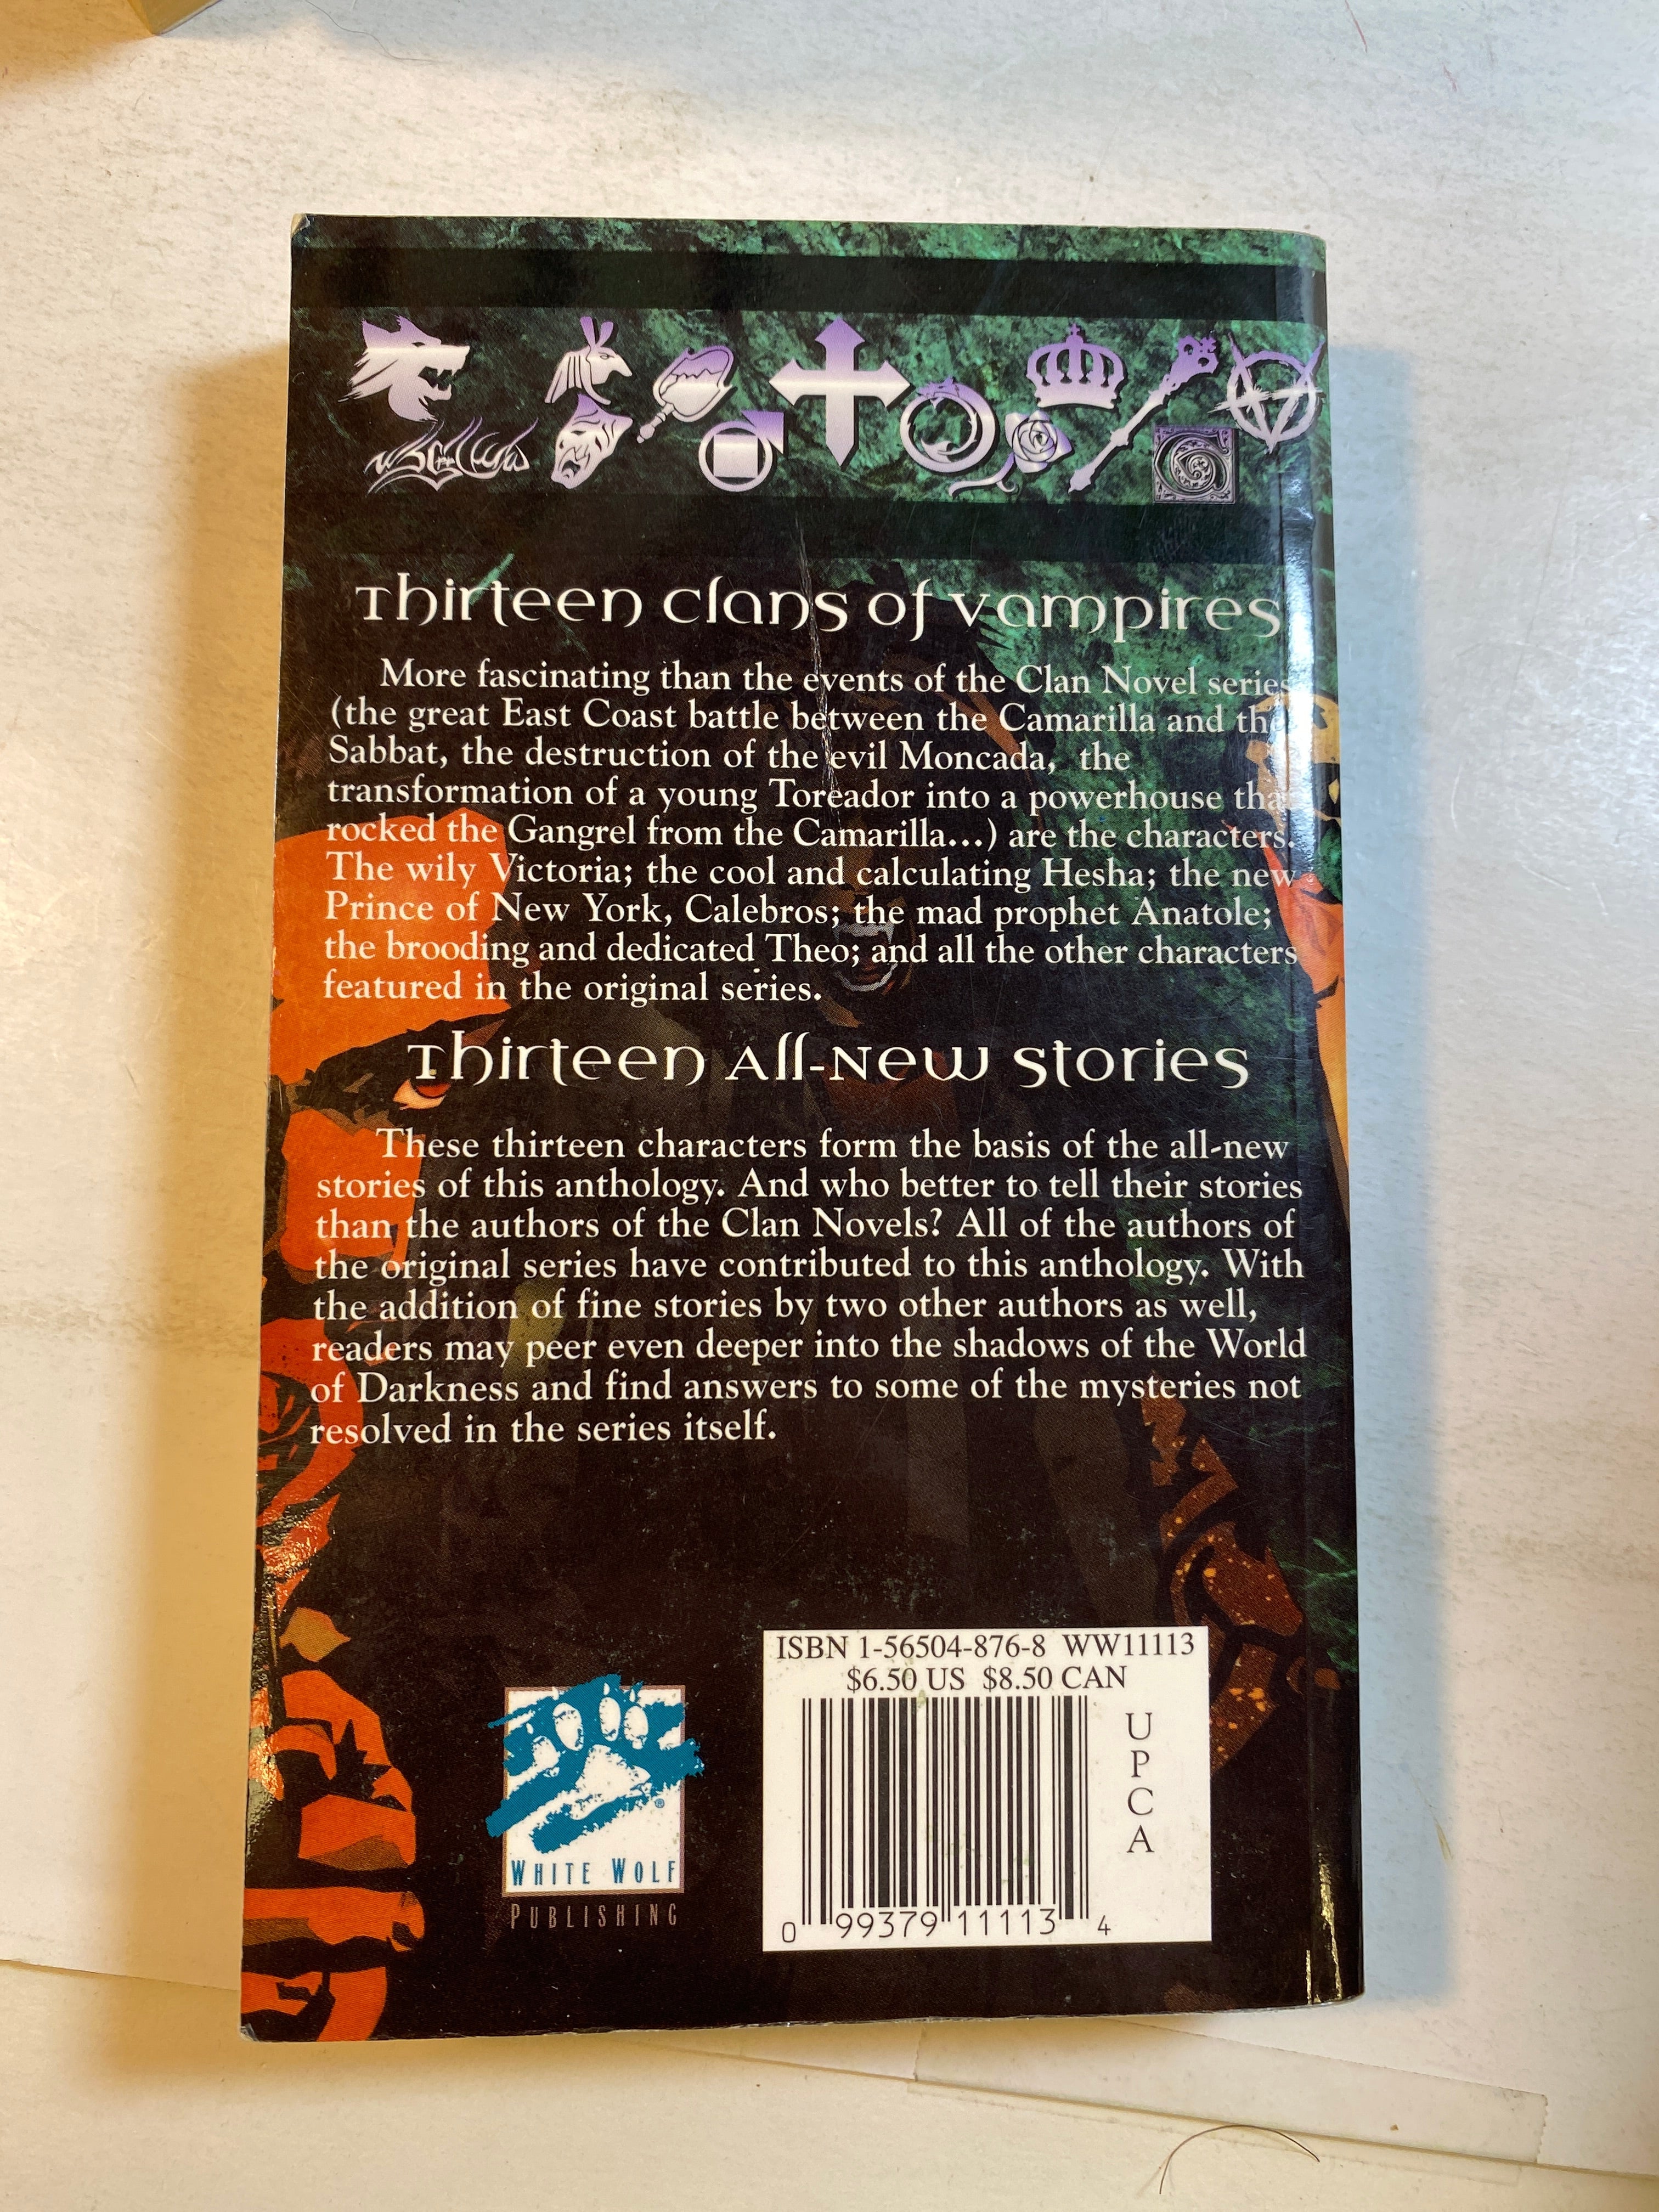 Thirteen Clans of Vampires
More fascinating than the events of the Clan Novel series
(the great East Coast battle between the Camarilla and the
Sabbat, the destruction of the evil Moncada, the
transformation of a young Toreador into a powerhouse that
rocked the Gangrel from the Camarilla...) are the characters.
The wily Victoria; the cool and calculating Hesha; the new
Prince of New York, Calebros; the mad prophet Anatole;
the brooding and dedicated Theo; and all the other characters
featured in the original series.
Thirteen All-New Stories
These thirteen characters form the basis of the all-new
stories of this anthology. And who better to tell their stories
than the authors of the Clan Novels? All of the authors of
the original series have contributed to this anthology. With
the addition of fine stories by two other authors as well,
readers may peer even deeper into the shadows of the World
of Darkness and find answers to some of the mysteries not
resolved in the series itself.
ISBN 1-56504-876-8 WW11113
$6.50 US $8.50 CAN
UPCA
0 99379 11113 4
®
WHITE WOLF
PUBLISHING